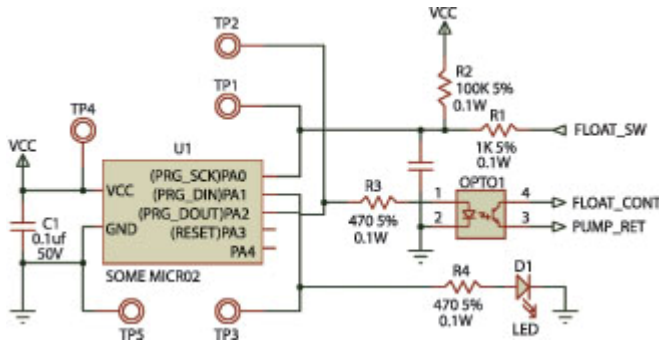 TP2
VCC
TP1
R2
100K 5%
0.1W
TP4
R1
FLOAT_SW
VCC
U1
1K 5%
0.1W
(PRG_SCK)PA0
VCC
(PRG_DIN)PA1
R3
OPTO1
1
4
FLOAT_CONT
C1
0.1uf
50V
(PRG_DOUT)PA2
GND
(RESET)PA3
470 5%
0.1W
2
3
PUMP_RET
PA4
SOME MICR02
R4
D1
TP5
TP3
470 5%
0.1W
LED